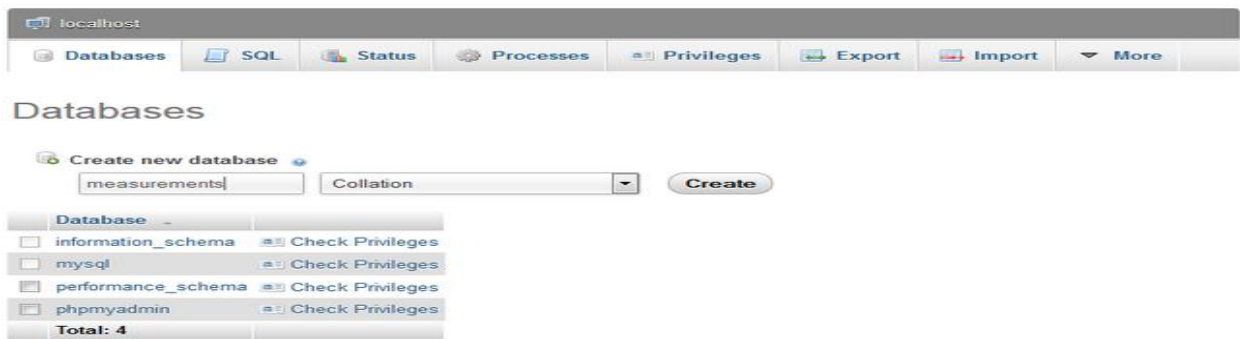 localhost
Databases SQL Status Processes Privileges Export Import More
Databases
Create new database
measurements Collation Create
Database
information_schema Check Privileges
mysql Check Privileges
performance_schema Check Privileges
phpmyadmin Check Privileges
Total: 4